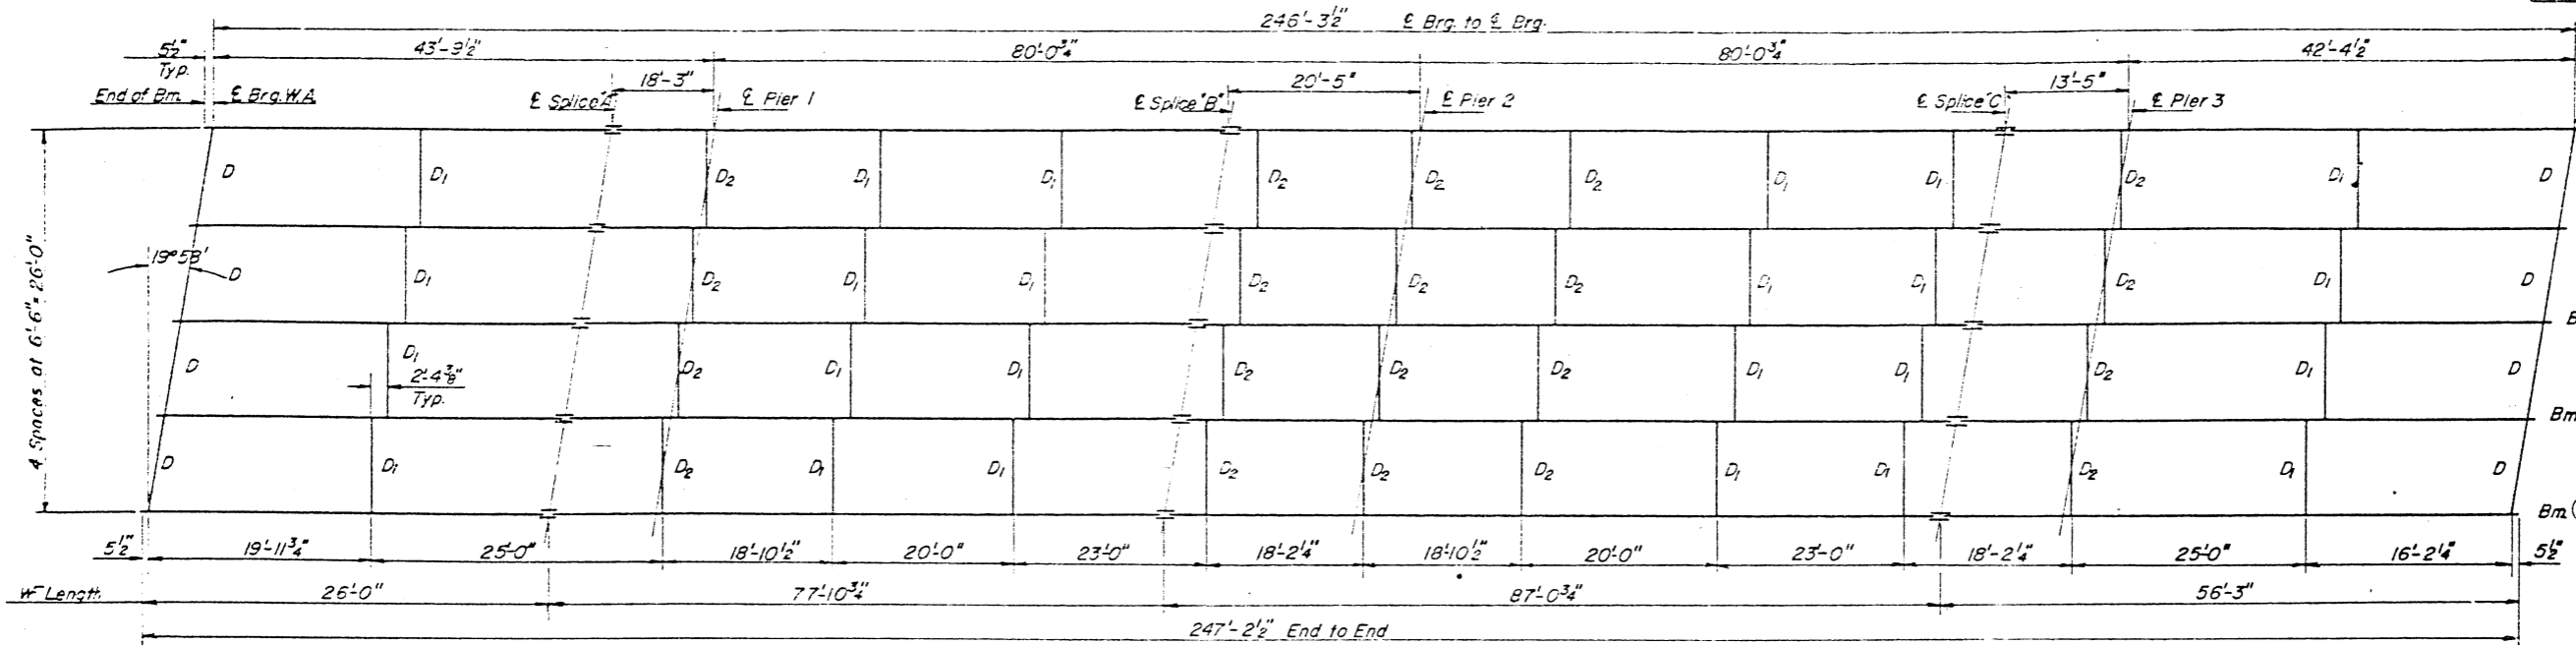 246'-3½" ℄ Brg. to ℄ Brg.
5½" Typ. 43'-9½" 80'-0¾" 80'-0¾" 42'-4½"
18'-3" 20'-5" 13'-5"
End of Bm. ℄ Brg. W.A. ℄ Splice "A" ℄ Pier 1 ℄ Splice "B" ℄ Pier 2 ℄ Splice "C" ℄ Pier 3
D D₁ D₂ D₁ D₁ D₂ D₂ D₂ D₁ D₁ D₂ D₁ D
19°58'
D D₁ D₂ D₁ D₁ D₂ D₂ D₂ D₁ D₁ D₂ D₁ D
4 Spaces at 6'-6" = 26'-0"
D D₁ D₂ D₁ D₁ D₂ D₂ D₂ D₁ D₁ D₂ D₁ D
2'-4⅜"
Typ.
Bm
D D₁ D₂ D₁ D₁ D₂ D₂ D₂ D₁ D₁ D₂ D₁ D
Bm.
5½" 19'-11¾" 25'-0" 18'-10½" 20'-0" 23'-0" 18'-2¼" 18'-10½" 20'-0" 23'-0" 18'-2¼" 25'-0" 16'-2¼" 5½"
WF Length. 26'-0" 77'-10¾" 87'-0¾" 56'-3"
247'-2½" End to End